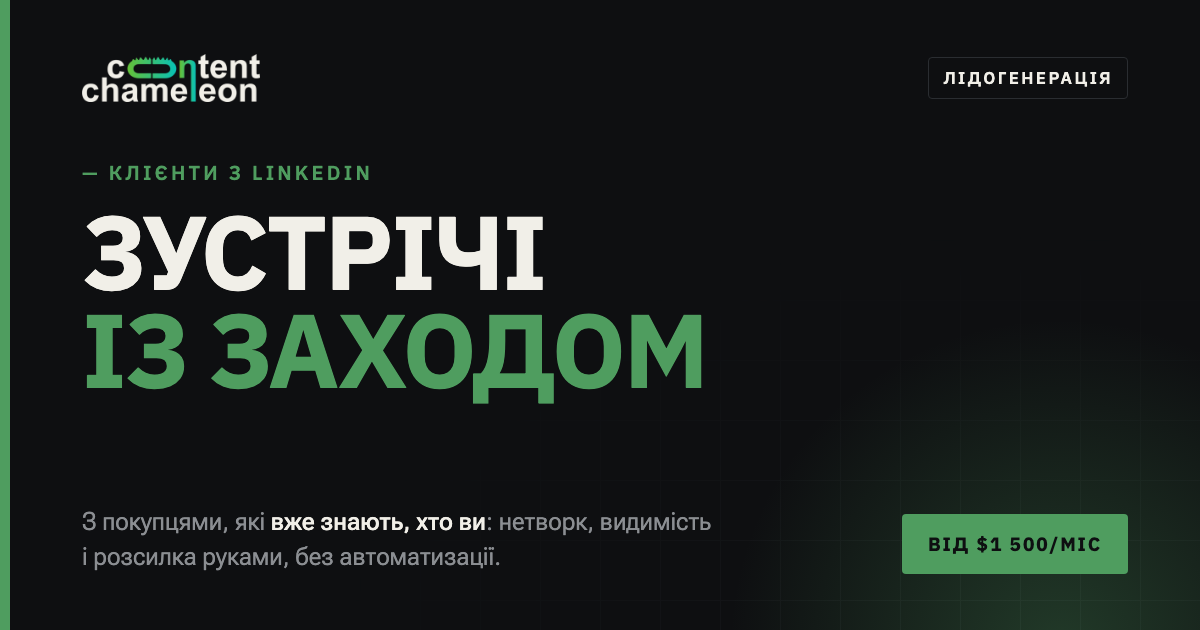 content
chameleon
ЛІДОГЕНЕРАЦІЯ
— КЛІЄНТИ З LINKEDIN
ЗУСТРІЧІ
ІЗ ЗАХОДОМ
З покупцями, які вже знають, хто ви: нетворк, видимість
і розсилка руками, без автоматизації.
ВІД $1 500/МІС